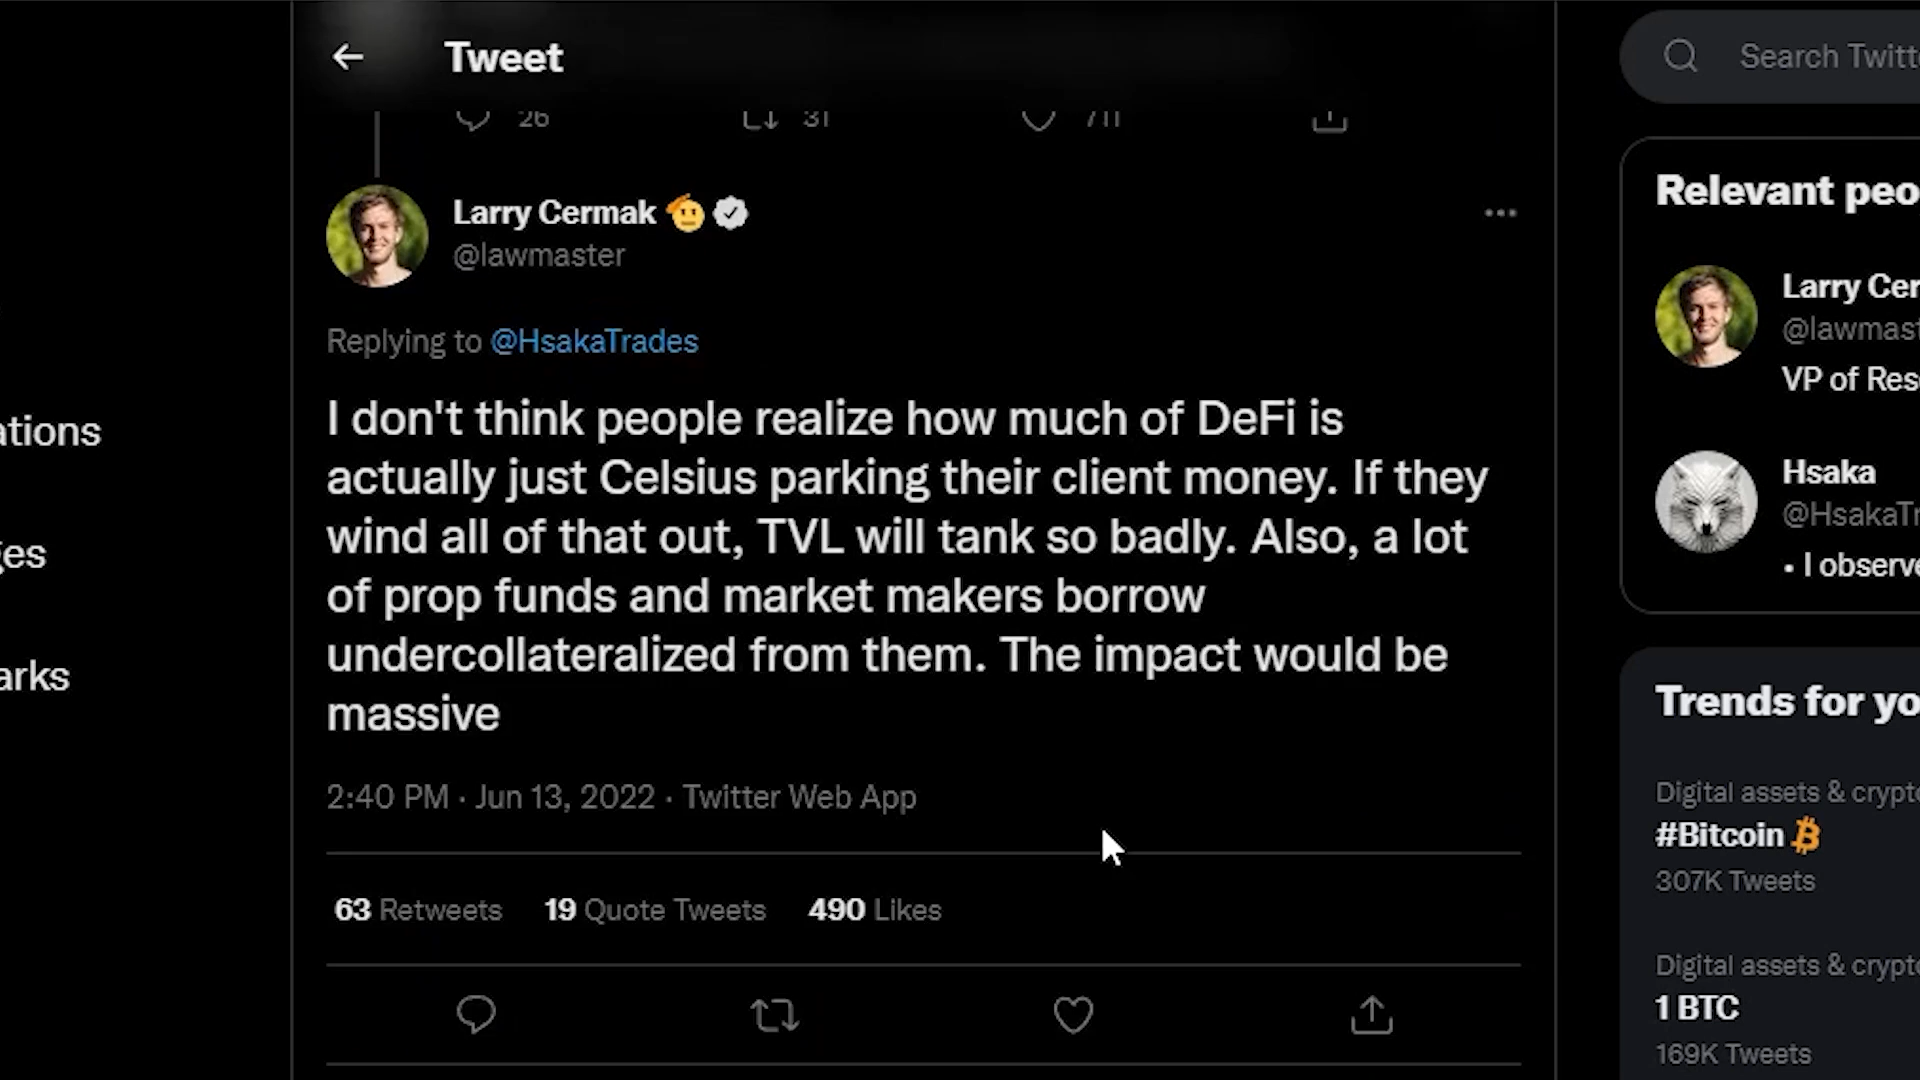 Tweet
Search Twitt
26 31 711
Larry Cermak
@lawmaster
Replying to @HsakaTrades
I don't think people realize how much of DeFi is
actually just Celsius parking their client money. If they
wind all of that out, TVL will tank so badly. Also, a lot
of prop funds and market makers borrow
undercollateralized from them. The impact would be
massive
2:40 PM · Jun 13, 2022 · Twitter Web App
63 Retweets 19 Quote Tweets 490 Likes
ations
ges
arks
Relevant peo
Larry Cer
@lawmast
VP of Res
Hsaka
@HsakaTr
• I observe
Trends for yo
Digital assets & crypto
#Bitcoin
307K Tweets
Digital assets & crypto
1 BTC
169K Tweets